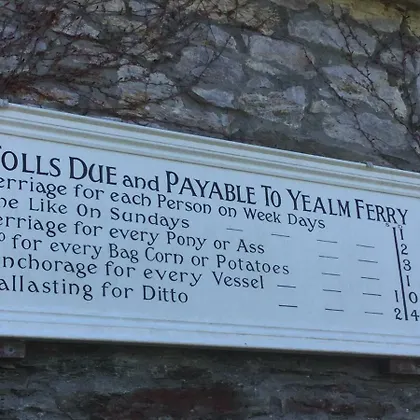 TOLLS DUE and PAYABLE TO YEALM FERRY
erriage for each Person on Week Days 1
he Like On Sundays 2
erriage for every Pony or Ass 3
o for every Bag Corn or Potatoes 1
nchorage for every Vessel 1 0
allasting for Ditto 2 4